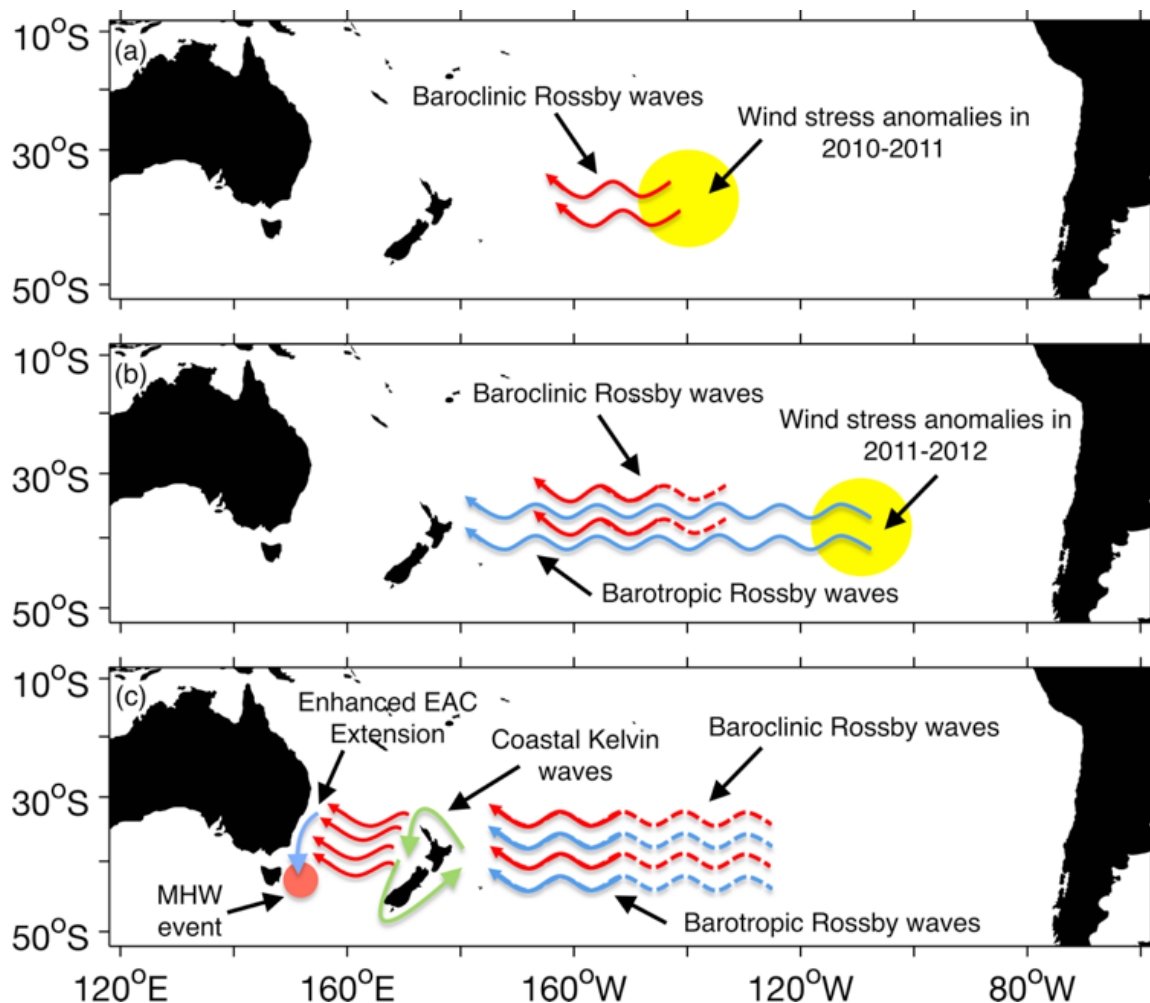 10°S
(a)
Baroclinic Rossby waves
Wind stress anomalies in
2010-2011
30°S
50°S
10°S
(b)
Baroclinic Rossby waves
Wind stress anomalies in
2011-2012
30°S
Barotropic Rossby waves
50°S
10°S
(c)
Enhanced EAC
Extension
Coastal Kelvin
waves
Baroclinic Rossby waves
30°S
MHW
event
Barotropic Rossby waves
50°S
120°E 160°E 160°W 120°W 80°W